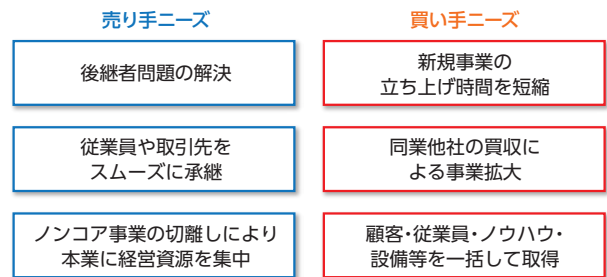 売り手ニーズ
後継者問題の解決
従業員や取引先を
スムーズに承継
ノンコア事業の切離しにより
本業に経営資源を集中
買い手ニーズ
新規事業の
立ち上げ時間を短縮
同業他社の買収に
よる事業拡大
顧客・従業員・ノウハウ・
設備等を一括して取得